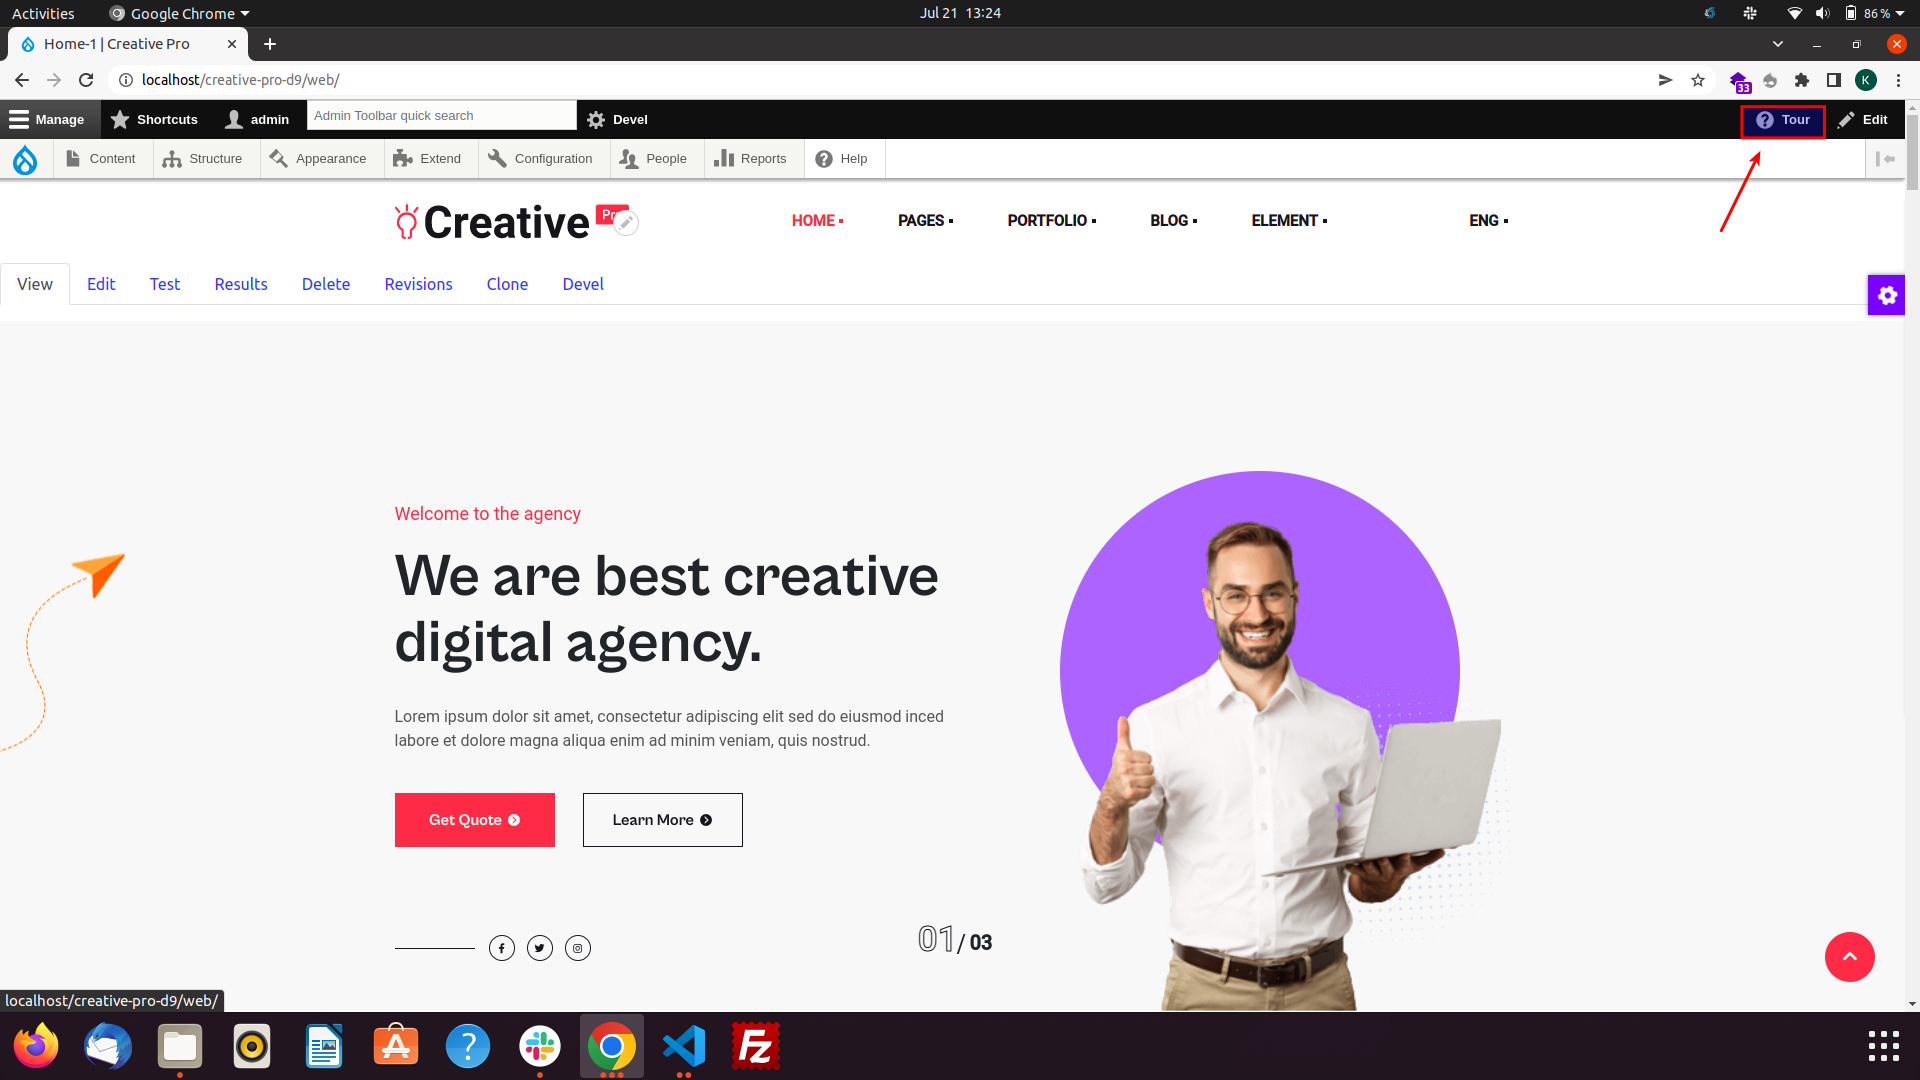 Activities Google Chrome Jul 21 13:24 86 %
Home-1 | Creative Pro
localhost/creative-pro-d9/web/ 33 K
Manage Shortcuts admin Admin Toolbar quick search Devel Tour Edit
Content Structure Appearance Extend Configuration People Reports Help
Creative HOME PAGES PORTFOLIO BLOG ELEMENT ENG
View Edit Test Results Delete Revisions Clone Devel
Welcome to the agency
We are best creative
digital agency.
Lorem ipsum dolor sit amet, consectetur adipiscing elit sed do eiusmod inced
labore et dolore magna aliqua enim ad minim veniam, quis nostrud.
Get Quote Learn More
01/ 03
localhost/creative-pro-d9/web/
? Fz